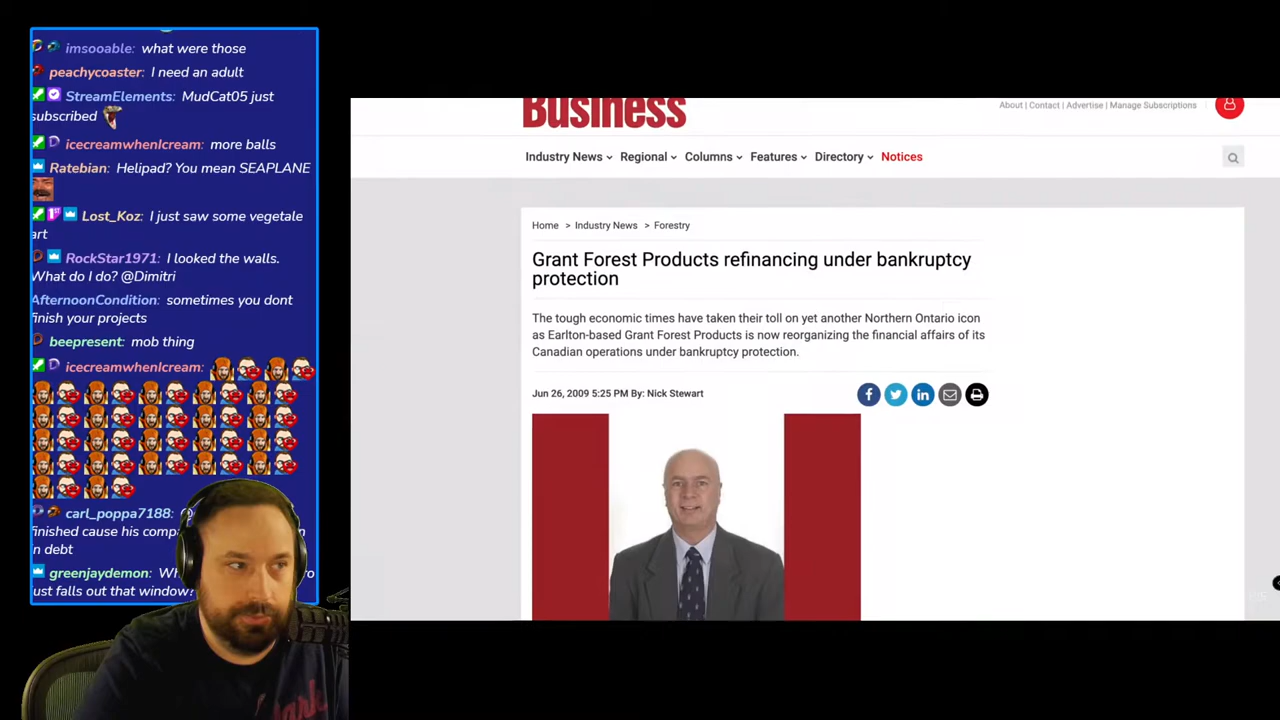 imsooable: what were those
peachycoaster: I need an adult
StreamElements: MudCat05 just
subscribed
icecreamwhenIcream: more balls
Ratebian: Helipad? You mean SEAPLANE
Lost_Koz: I just saw some vegetale
art
RockStar1971: I looked the walls.
What do I do? @Dimitri
AfternoonCondition: sometimes you dont
finish your projects
beepresent: mob thing
icecreamwhenIcream:
carl_poppa7188:
finished cause his
in debt
greenjaydemon:
just falls out that window?
Business
About | Contact | Advertise | Manage Subscriptions
Industry News Regional Columns Features Directory Notices
Home > Industry News > Forestry
Grant Forest Products refinancing under bankruptcy
protection
The tough economic times have taken their toll on yet another Northern Ontario icon
as Earlton-based Grant Forest Products is now reorganizing the financial affairs of its
Canadian operations under bankruptcy protection.
Jun 26, 2009 5:25 PM By: Nick Stewart